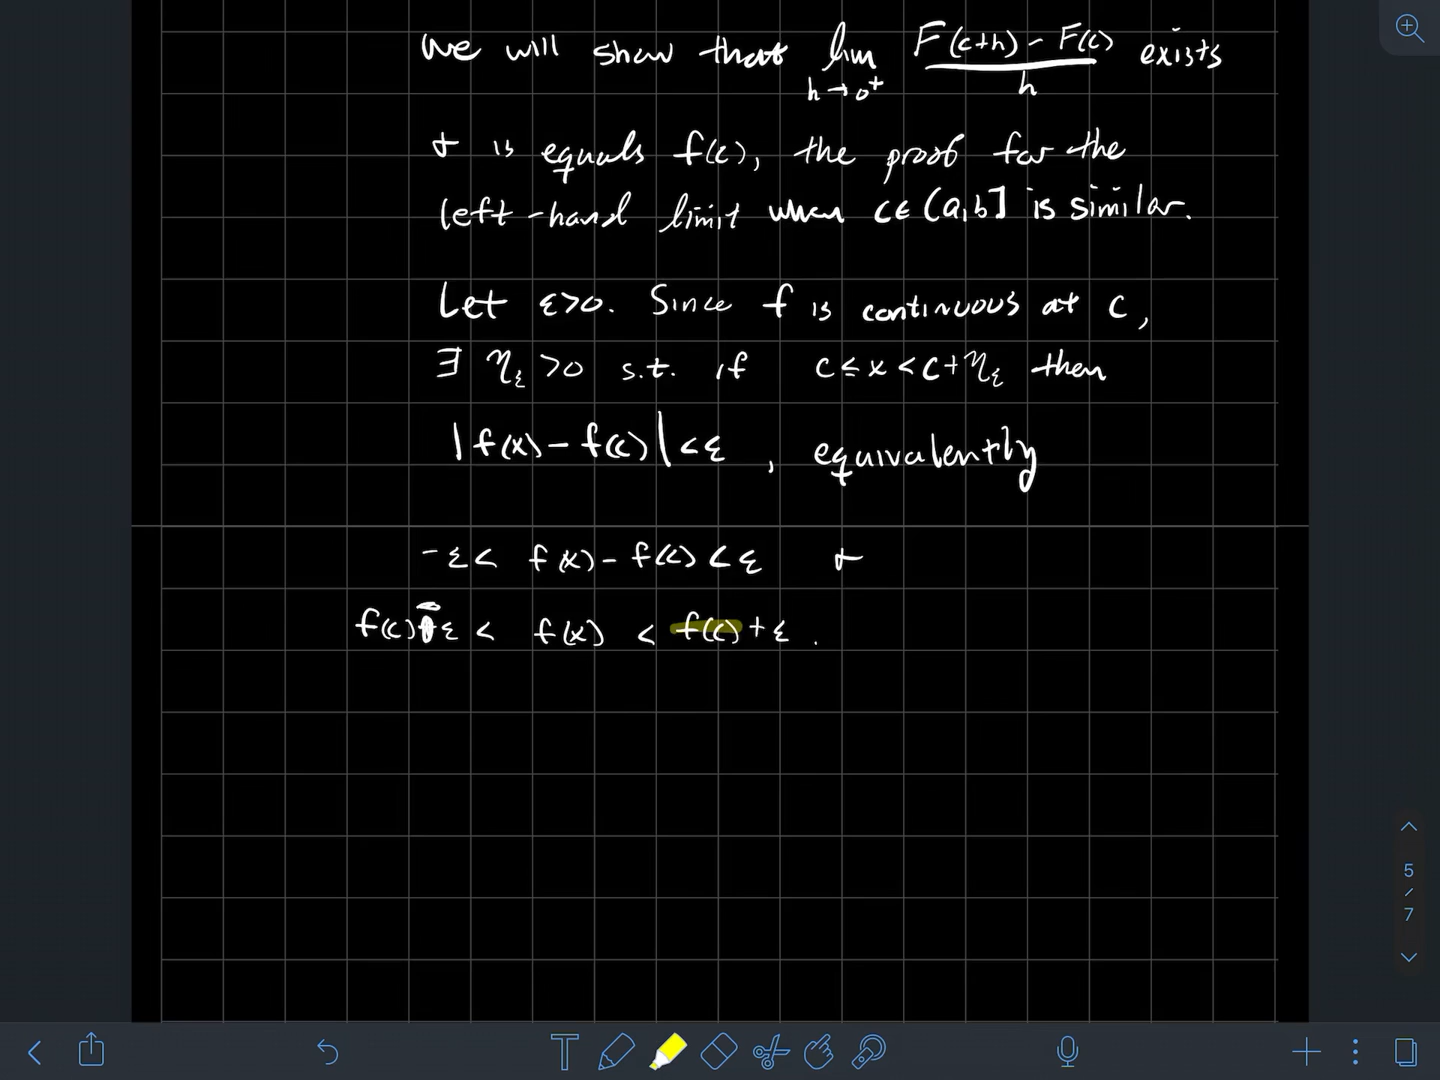 we will show that lim h→0⁺ (F(c+h) - F(c))/h exists
& is equals f(c), the proof for the
left-hand limit when c∈(a,b] is similar.
Let ε>0. Since f is continuous at c,
∃ η_ε >0 s.t. if c ≤ x < c+η_ε then
|f(x) - f(c)| < ε , equivalently
-ε < f(x) - f(c) < ε &
f(c) - ε < f(x) < f(c) + ε .
5
/
7
T